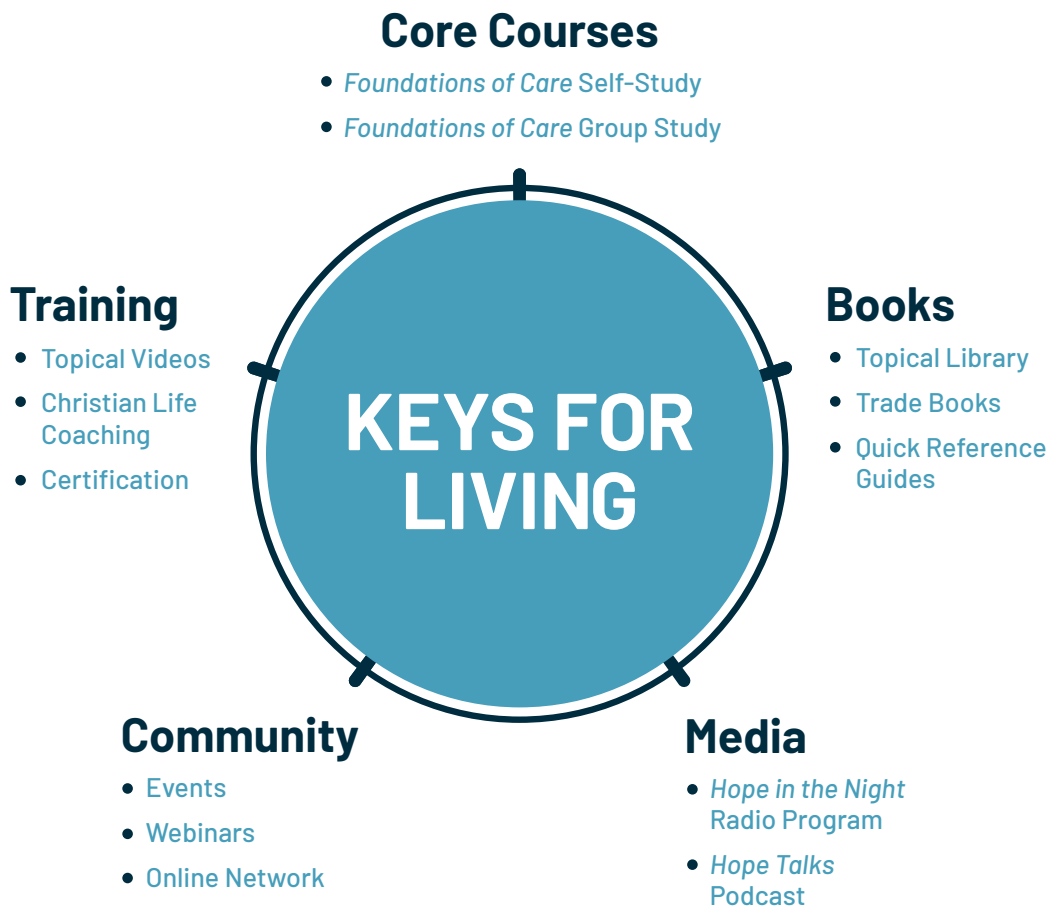 Core Courses
• Foundations of Care Self-Study
• Foundations of Care Group Study
Training
• Topical Videos
• Christian Life
Coaching
• Certification
KEYS FOR
LIVING
Books
• Topical Library
• Trade Books
• Quick Reference
Guides
Community
• Events
• Webinars
• Online Network
Media
• Hope in the Night
Radio Program
• Hope Talks
Podcast